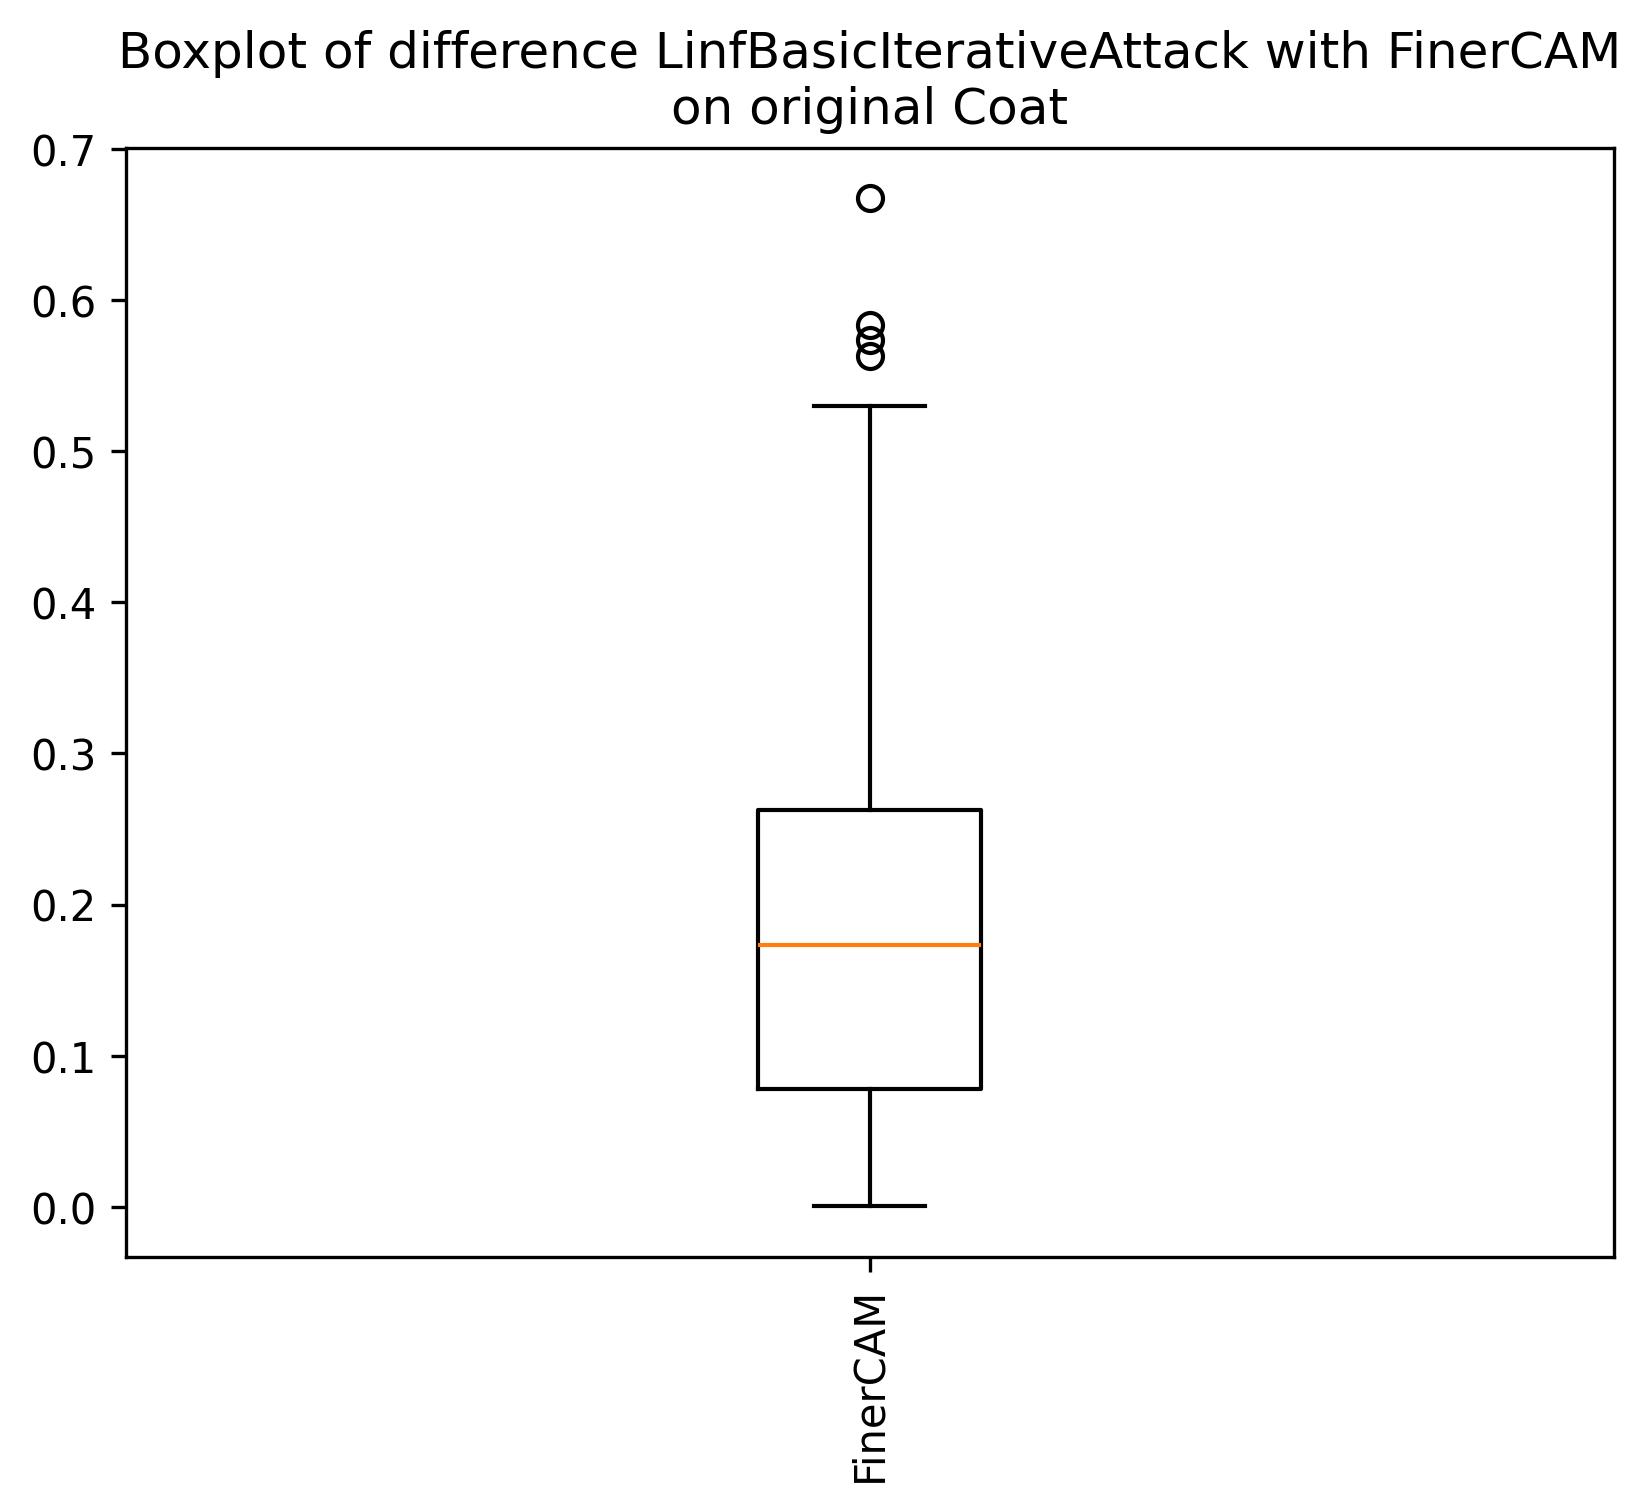 Boxplot of difference LinfBasicIterativeAttack with FinerCAM
on original Coat
0.7
0.6
0.5
0.4
0.3
0.2
0.1
0.0
FinerCAM